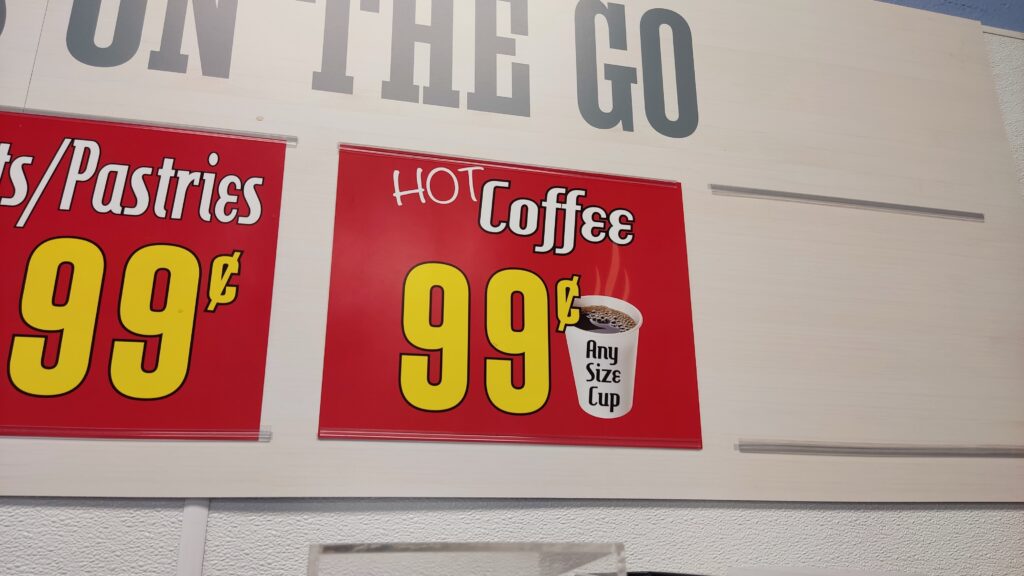 ON THE GO
ts/Pastries
99¢
HOT Coffee
99¢
Any
Size
Cup